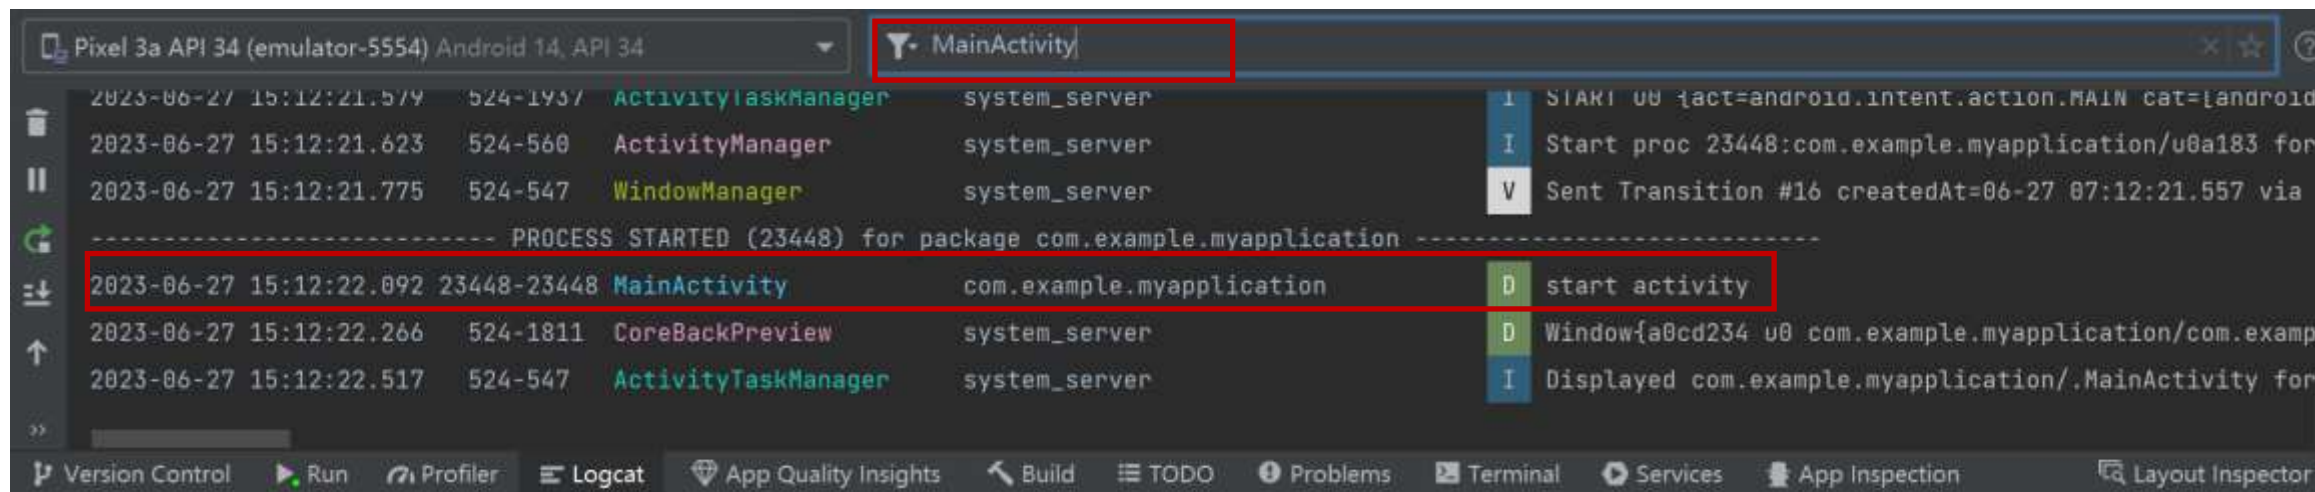 Pixel 3a API 34 (emulator-5554) Android 14, API 34 MainActivity
2023-06-27 15:12:21.579 524-1937 ActivityTaskManager system_server I START u0 {act=android.intent.action.MAIN cat=[android
2023-06-27 15:12:21.623 524-560 ActivityManager system_server I Start proc 23448:com.example.myapplication/u0a183 for
2023-06-27 15:12:21.775 524-547 WindowManager system_server V Sent Transition #16 createdAt=06-27 07:12:21.557 via
---------------------------- PROCESS STARTED (23448) for package com.example.myapplication ----------------------------
2023-06-27 15:12:22.092 23448-23448 MainActivity com.example.myapplication D start activity
2023-06-27 15:12:22.266 524-1811 CoreBackPreview system_server D Window{a0cd234 u0 com.example.myapplication/com.examp
2023-06-27 15:12:22.517 524-547 ActivityTaskManager system_server I Displayed com.example.myapplication/.MainActivity for
Version Control Run Profiler Logcat App Quality Insights Build TODO Problems Terminal Services App Inspection Layout Inspector